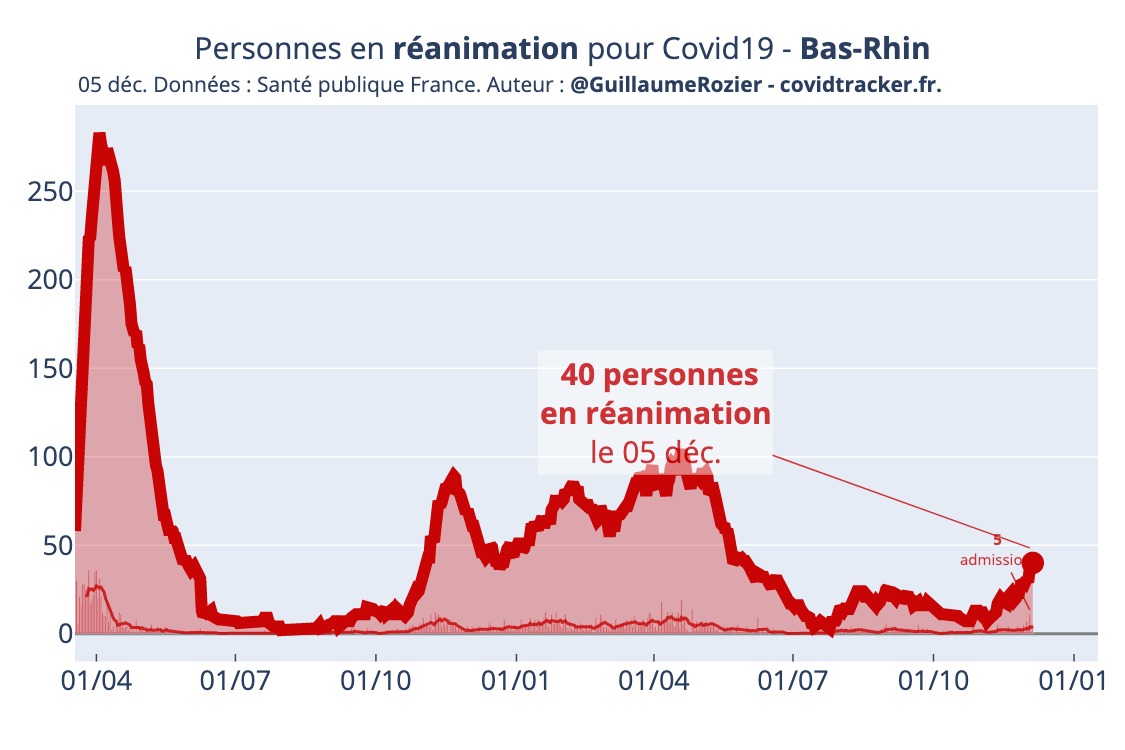 Personnes en réanimation pour Covid19 - Bas-Rhin
05 déc. Données : Santé publique France. Auteur : @GuillaumeRozier - covidtracker.fr.
250
200
150
100
50
0
40 personnes
en réanimation
le 05 déc.
5
admissio
01/04
01/07
01/10
01/01
01/04
01/07
01/10
01/01